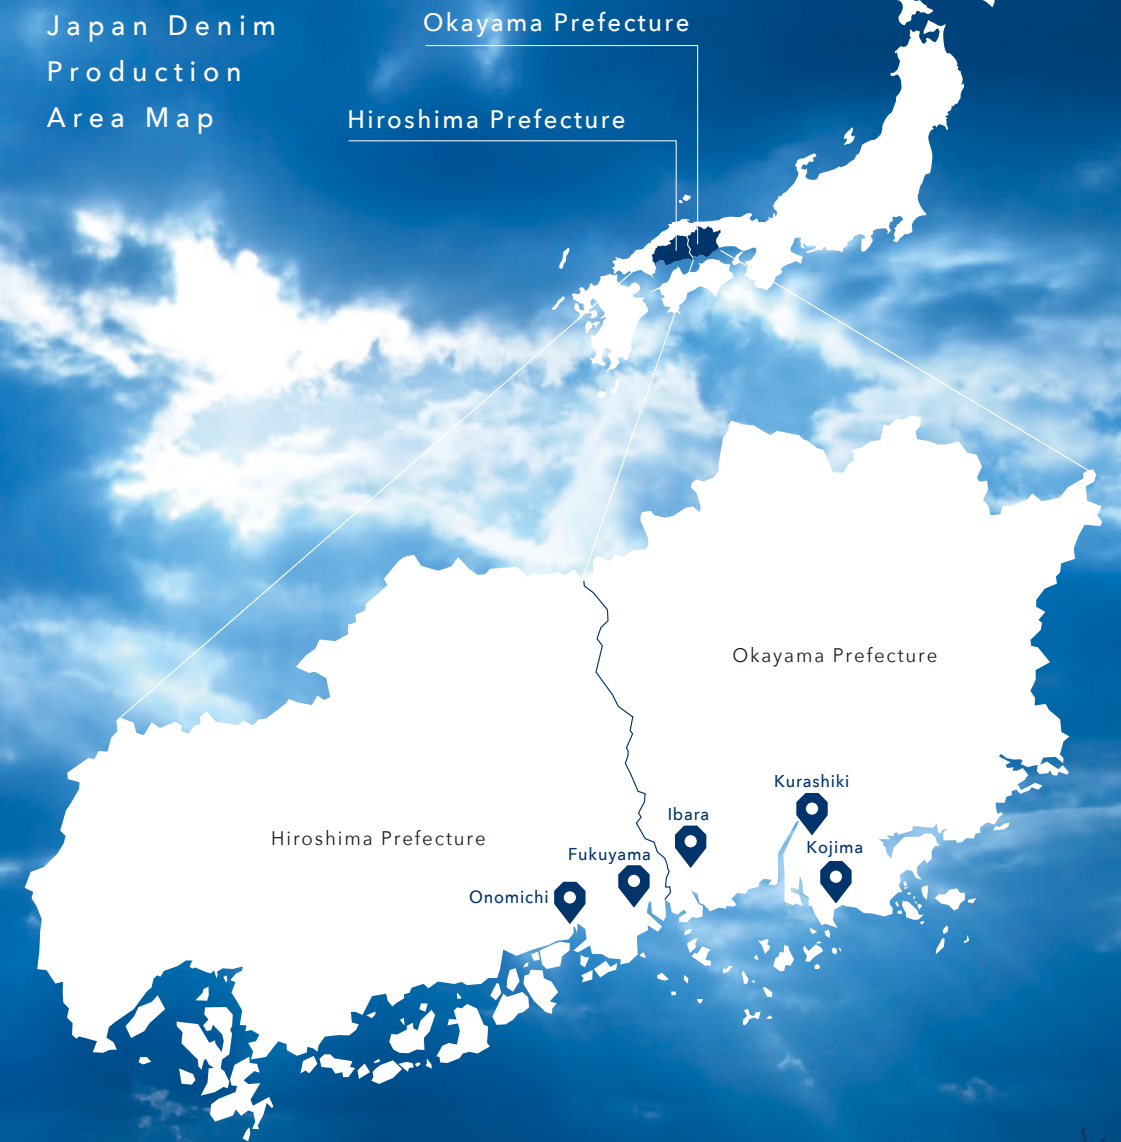 Japan Denim
Production
Area Map
Okayama Prefecture
Hiroshima Prefecture
Okayama Prefecture
Kurashiki
Ibara
Hiroshima Prefecture
Kojima
Fukuyama
Onomichi